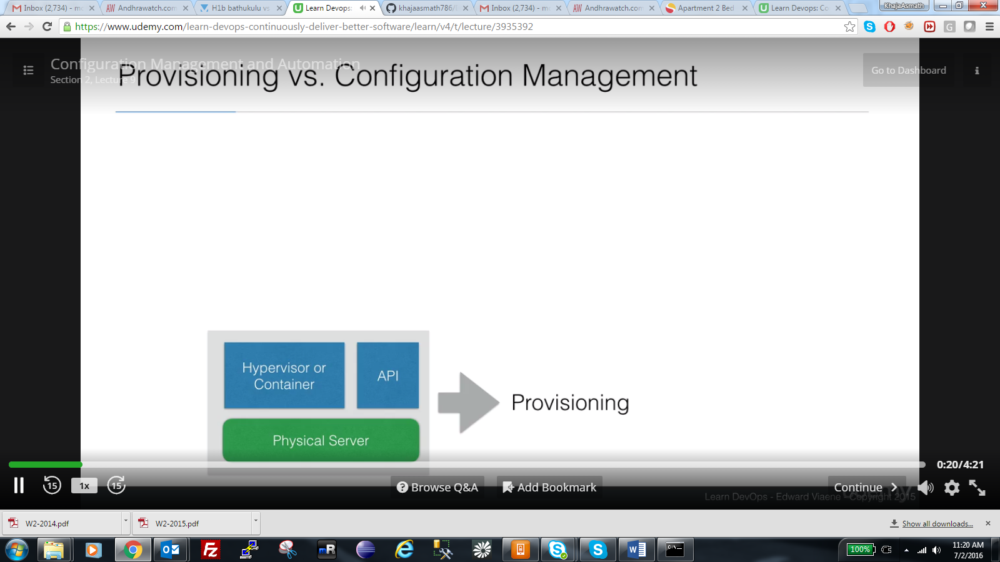 Inbox (2,734) - mc
Andhrawatch.com
H1b bathukulu vs
Learn Devops:
khajaasmath786/
Inbox (2,734) - mc
Andhrawatch.com
Apartment 2 Bed
Learn Devops: Co
KhajaAsmath
https://www.udemy.com/learn-devops-continuously-deliver-better-software/learn/v4/t/lecture/3935392
Configuration Management and Automation
Section 2, Lecture 9
Provisioning vs. Configuration Management
Go to Dashboard
Hypervisor or
Container
API
Provisioning
Physical Server
0:20/4:21
15
1x
15
Browse Q&A
Add Bookmark
Continue
udemy
Learn DevOps - Edward Viaene - Copyright 2015
W2-2014.pdf
W2-2015.pdf
Show all downloads...
100%
11:20 AM
7/2/2016